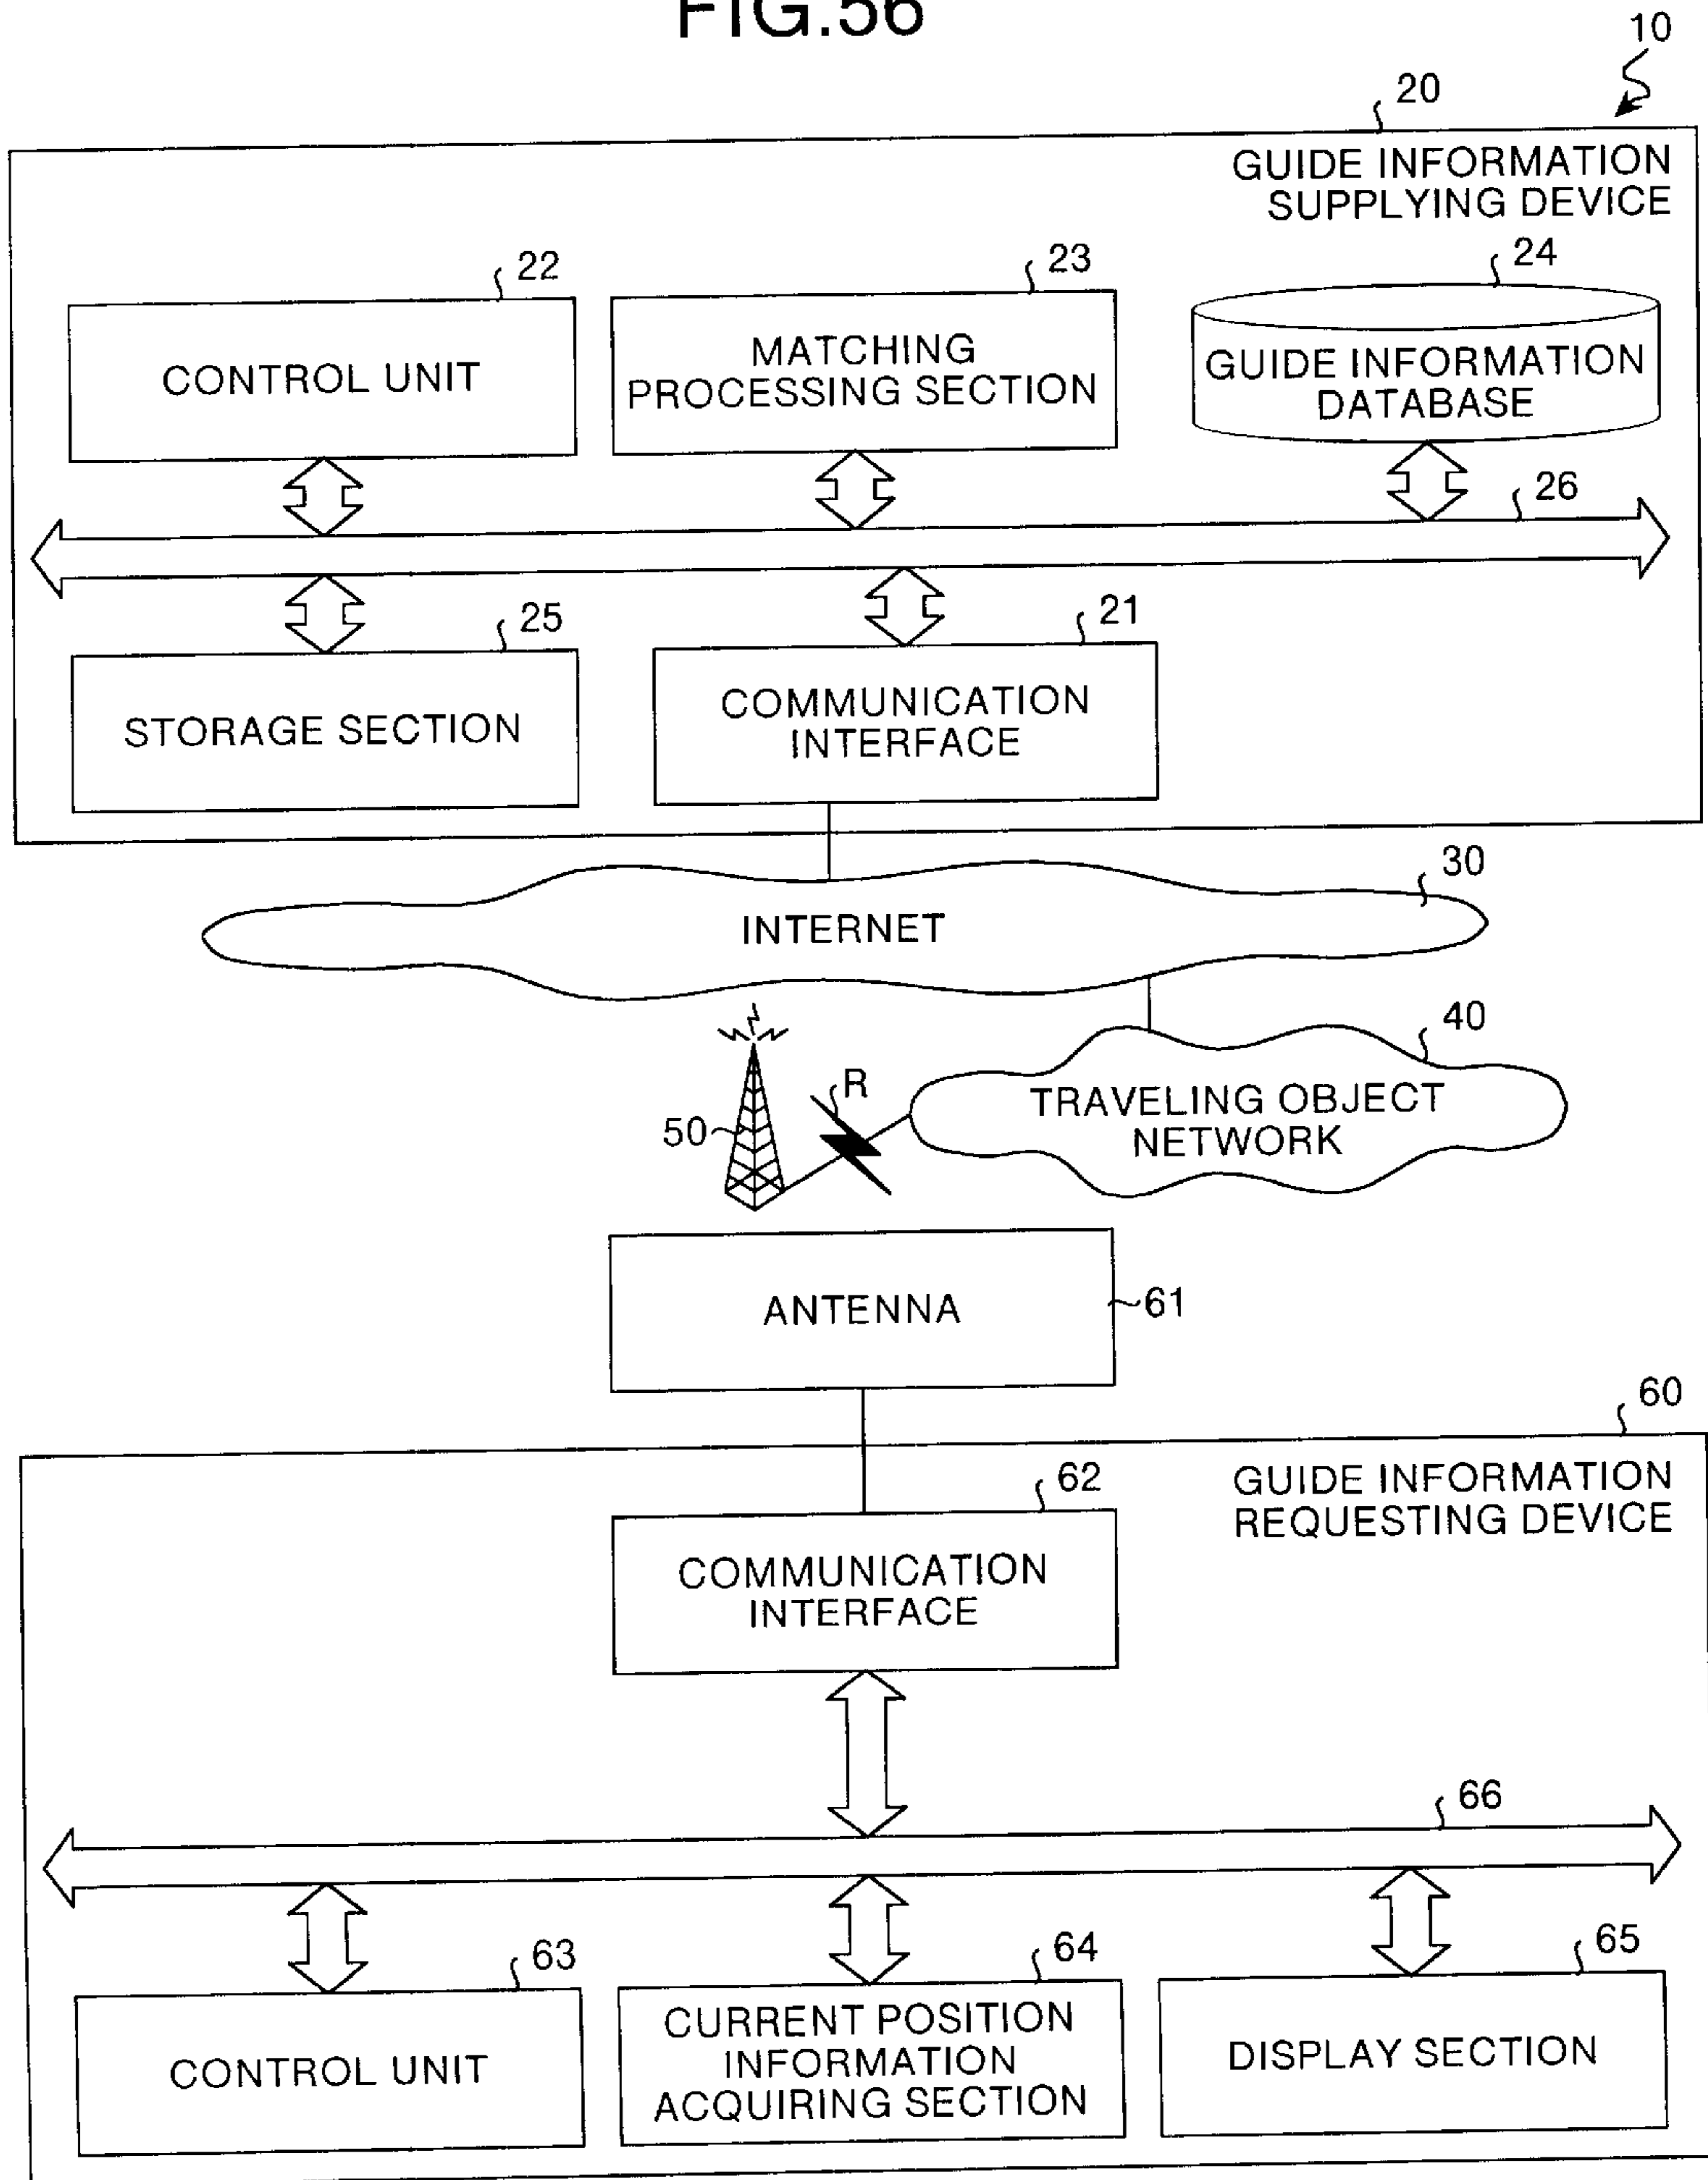 FIG.56
10
20
GUIDE INFORMATION
SUPPLYING DEVICE
22
23
24
CONTROL UNIT
MATCHING
PROCESSING SECTION
GUIDE INFORMATION
DATABASE
26
25
21
STORAGE SECTION
COMMUNICATION
INTERFACE
30
INTERNET
40
R
50
TRAVELING OBJECT
NETWORK
ANTENNA
61
60
GUIDE INFORMATION
REQUESTING DEVICE
62
COMMUNICATION
INTERFACE
66
63
64
65
CONTROL UNIT
CURRENT POSITION
INFORMATION
ACQUIRING SECTION
DISPLAY SECTION